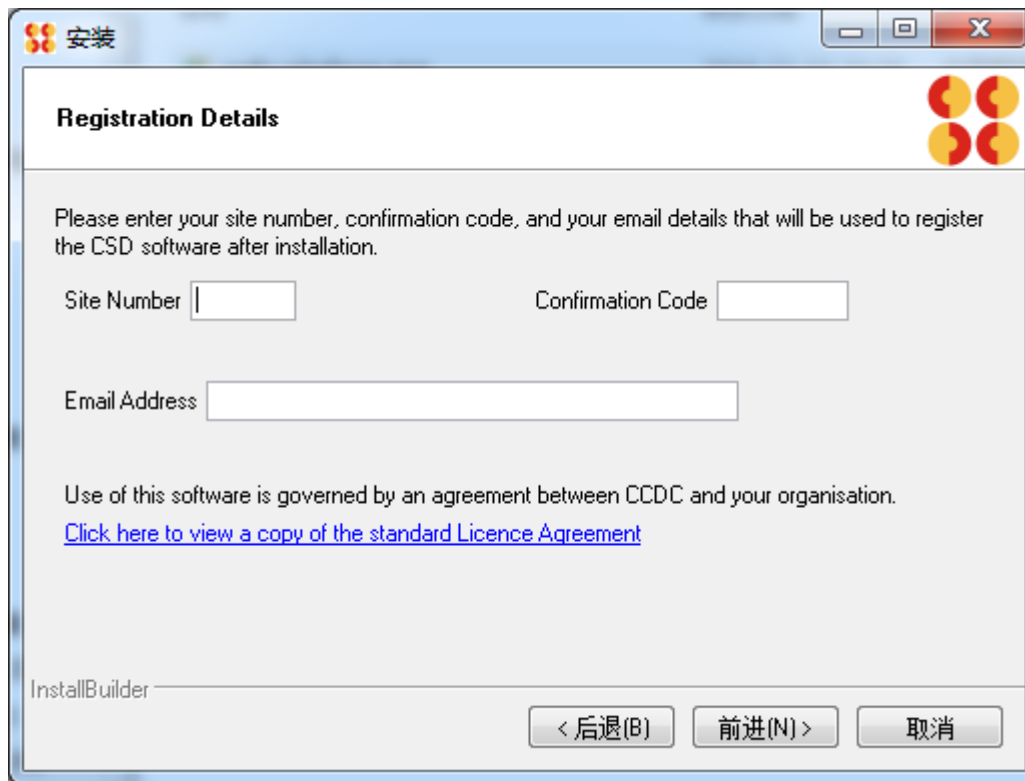 安装
Registration Details
Please enter your site number, confirmation code, and your email details that will be used to register
the CSD software after installation.
Site Number
Confirmation Code
Email Address
Use of this software is governed by an agreement between CCDC and your organisation.
Click here to view a copy of the standard Licence Agreement
InstallBuilder
< 后退(B)
前进(N) >
取消